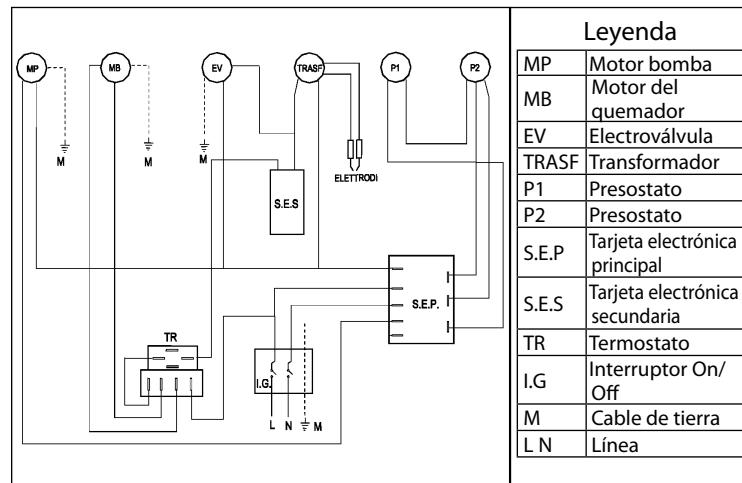 MP
MB
EV
TRASF
P1
P2
M
M
M
ELETTRODI
S.E.S
S.E.P.
TR
I.G.
L N M
Leyenda
MP Motor bomba
MB Motor del
quemador
EV Electroválvula
TRASF Transformador
P1 Presostato
P2 Presostato
S.E.P Tarjeta electrónica
principal
S.E.S Tarjeta electrónica
secundaria
TR Termostato
I.G Interruptor On/
Off
M Cable de tierra
L N Línea